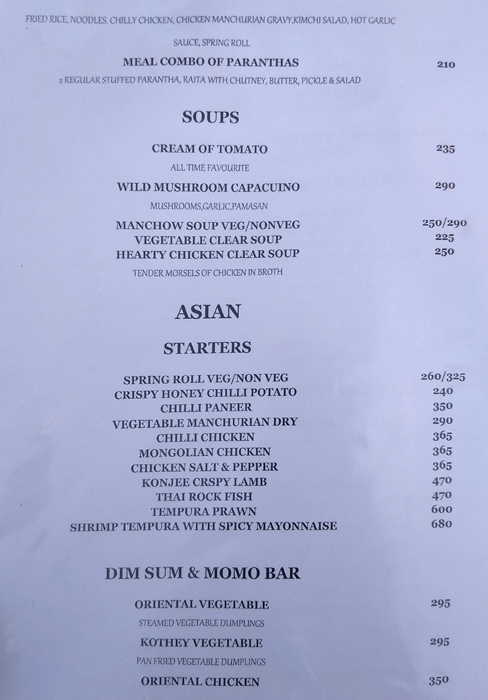 FRIED RICE, NOODLES, CHILLY CHICKEN, CHICKEN MANCHURIAN GRAVY,KIMCHI SALAD, HOT GARLIC
SAUCE, SPRING ROLL
MEAL COMBO OF PARANTHAS 210
2 REGULAR STUFFED PARANTHA, RAITA WITH CHUTNEY, BUTTER, PICKLE & SALAD
SOUPS
CREAM OF TOMATO 235
ALL TIME FAVOURITE
WILD MUSHROOM CAPACUINO 290
MUSHROOMS,GARLIC,PAMASAN
MANCHOW SOUP VEG/NONVEG 250/290
VEGETABLE CLEAR SOUP 225
HEARTY CHICKEN CLEAR SOUP 250
TENDER MORSELS OF CHICKEN IN BROTH
ASIAN
STARTERS
SPRING ROLL VEG/NON VEG 260/325
CRISPY HONEY CHILLI POTATO 240
CHILLI PANEER 350
VEGETABLE MANCHURIAN DRY 290
CHILLI CHICKEN 365
MONGOLIAN CHICKEN 365
CHICKEN SALT & PEPPER 365
KONJEE CRSPY LAMB 470
THAI ROCK FISH 470
TEMPURA PRAWN 600
SHRIMP TEMPURA WITH SPICY MAYONNAISE 680
DIM SUM & MOMO BAR
ORIENTAL VEGETABLE 295
STEAMED VEGETABLE DUMPLINGS
KOTHEY VEGETABLE 295
PAN FRIED VEGETABLE DUMPLINGS
ORIENTAL CHICKEN 350